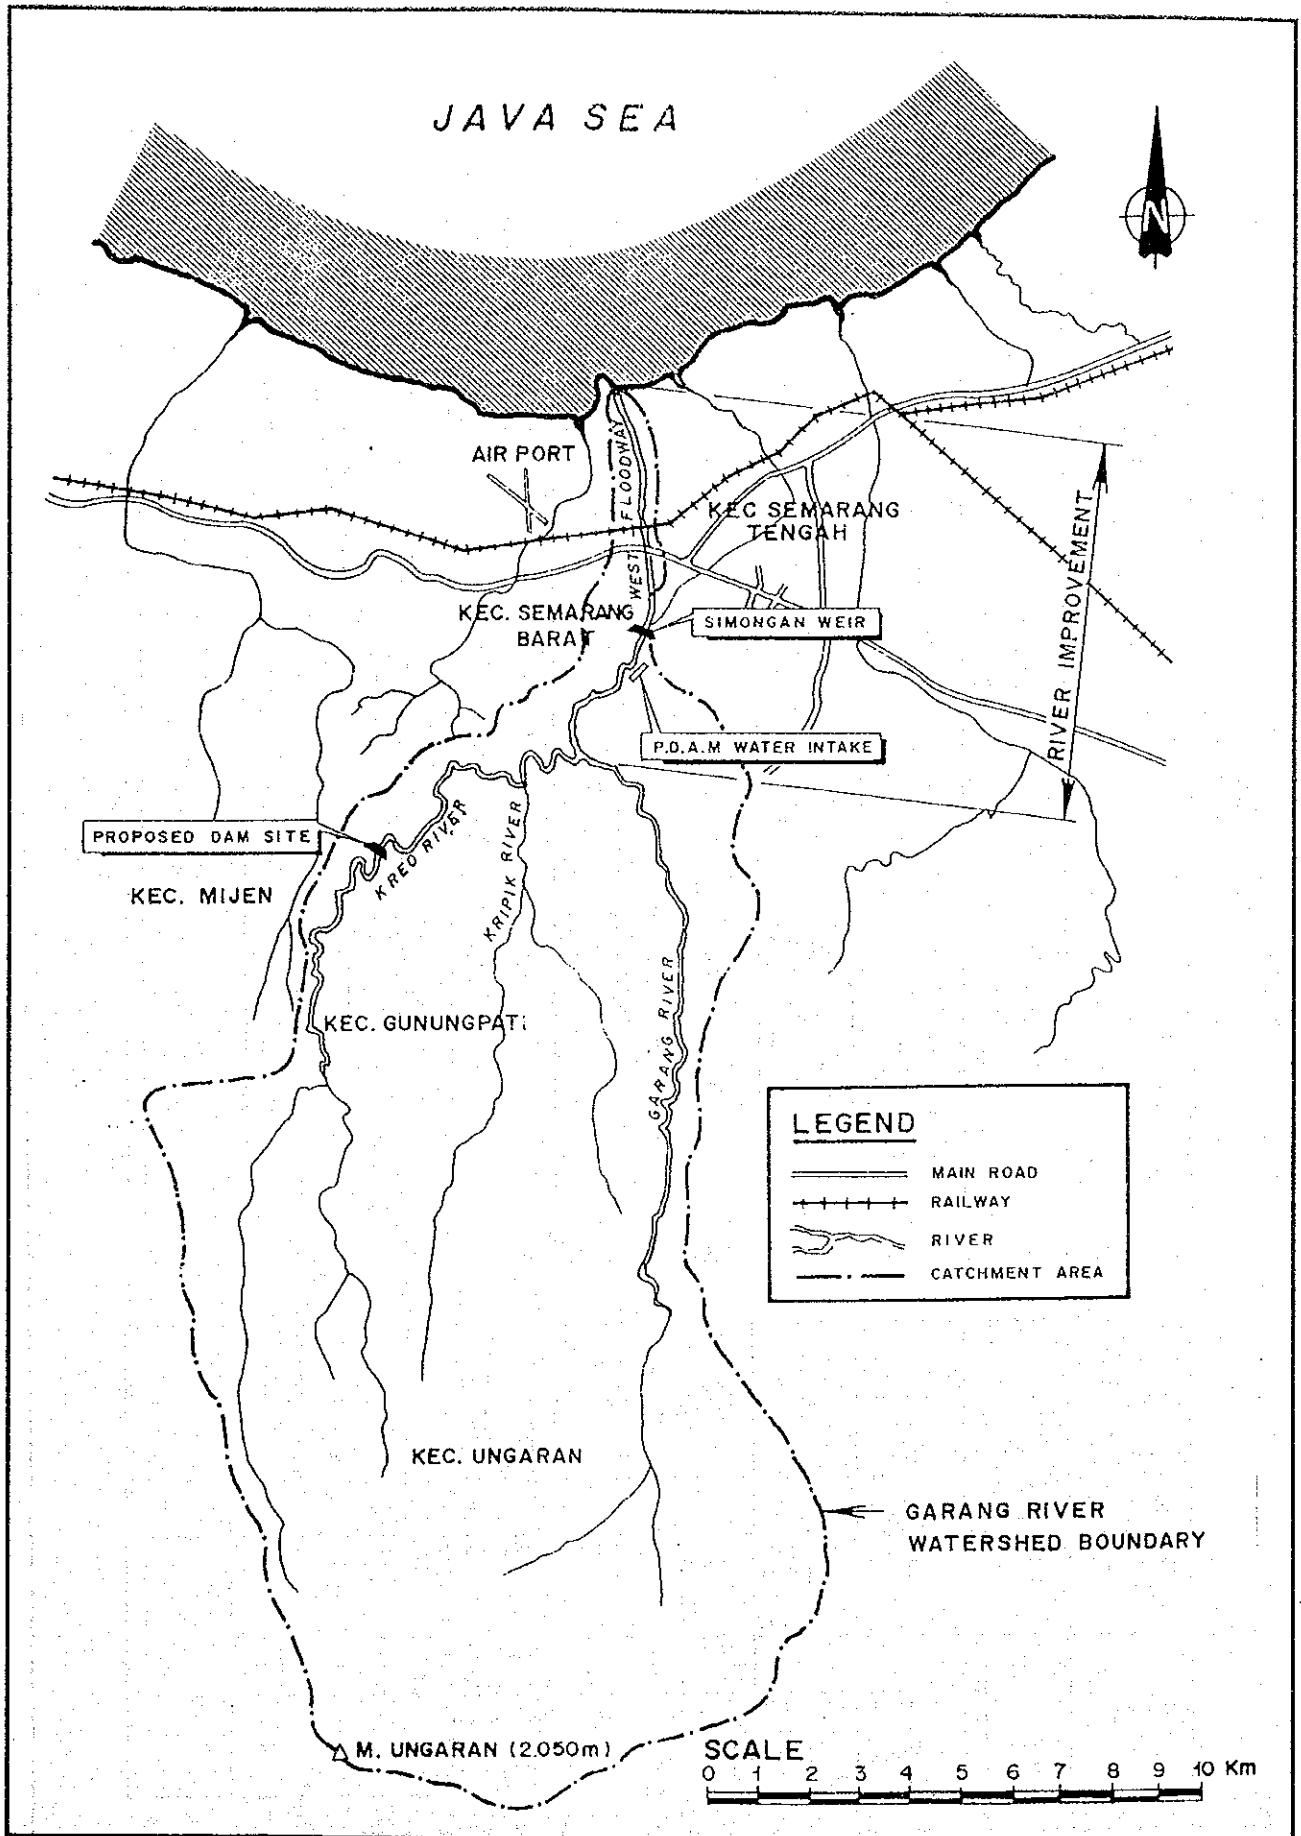 JAVA SEA
N
AIR PORT
WEST FLOODWAY
KEC SEMARANG
TENGAH
RIVER IMPROVEMENT
KEC. SEMARANG
BARAT
SIMONGAN WEIR
P.D.A.M WATER INTAKE
PROPOSED DAM SITE
KREO RIVER
KRIPIK RIVER
KEC. MIJEN
GARANG RIVER
KEC. GUNUNGPATI
LEGEND
MAIN ROAD
RAILWAY
RIVER
CATCHMENT AREA
KEC. UNGARAN
GARANG RIVER
WATERSHED BOUNDARY
M. UNGARAN (2.050m)
SCALE
0 1 2 3 4 5 6 7 8 9 10 Km